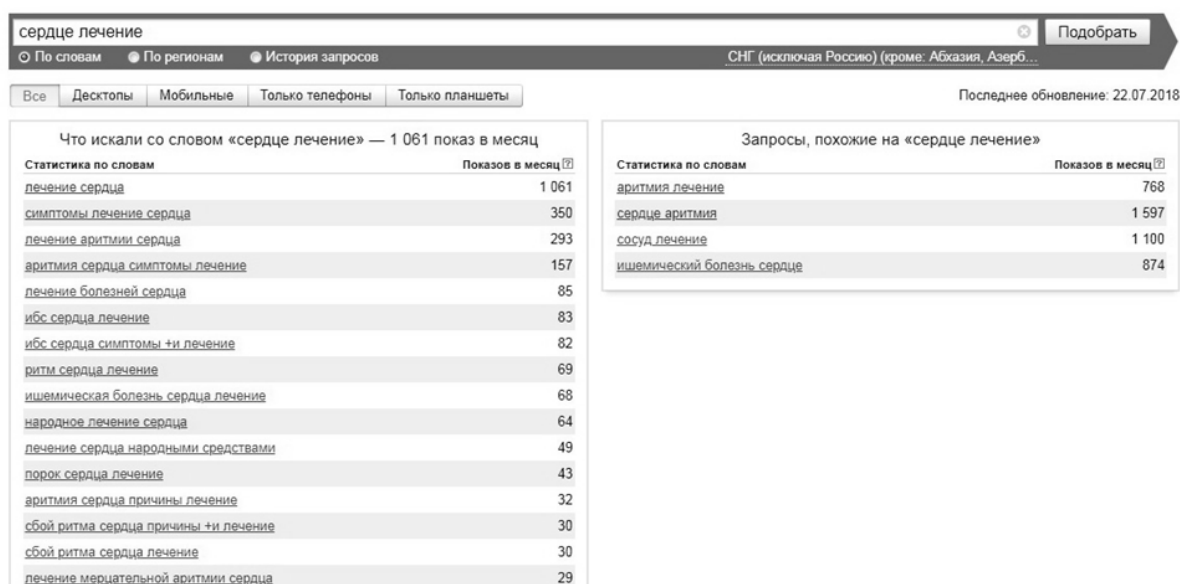 сердце лечение
Подобрать
По словам По регионам История запросов СНГ (исключая Россию) (кроме: Абхазия, Азерб...
Все Десктопы Мобильные Только телефоны Только планшеты Последнее обновление: 22.07.2018
Что искали со словом «сердце лечение» — 1 061 показ в месяц
Статистика по словам Показов в месяц ?
лечение сердца 1 061
симптомы лечение сердца 350
лечение аритмии сердца 293
аритмия сердца симптомы лечение 157
лечение болезней сердца 85
ибс сердца лечение 83
ибс сердца симптомы +и лечение 82
ритм сердца лечение 69
ишемическая болезнь сердца лечение 68
народное лечение сердца 64
лечение сердца народными средствами 49
порок сердца лечение 43
аритмия сердца причины лечение 32
сбой ритма сердца причины +и лечение 30
сбой ритма сердца лечение 30
лечение мерцательной аритмии сердца 29
Запросы, похожие на «сердце лечение»
Статистика по словам Показов в месяц ?
аритмия лечение 768
сердце аритмия 1 597
сосуд лечение 1 100
ишемический болезнь сердце 874